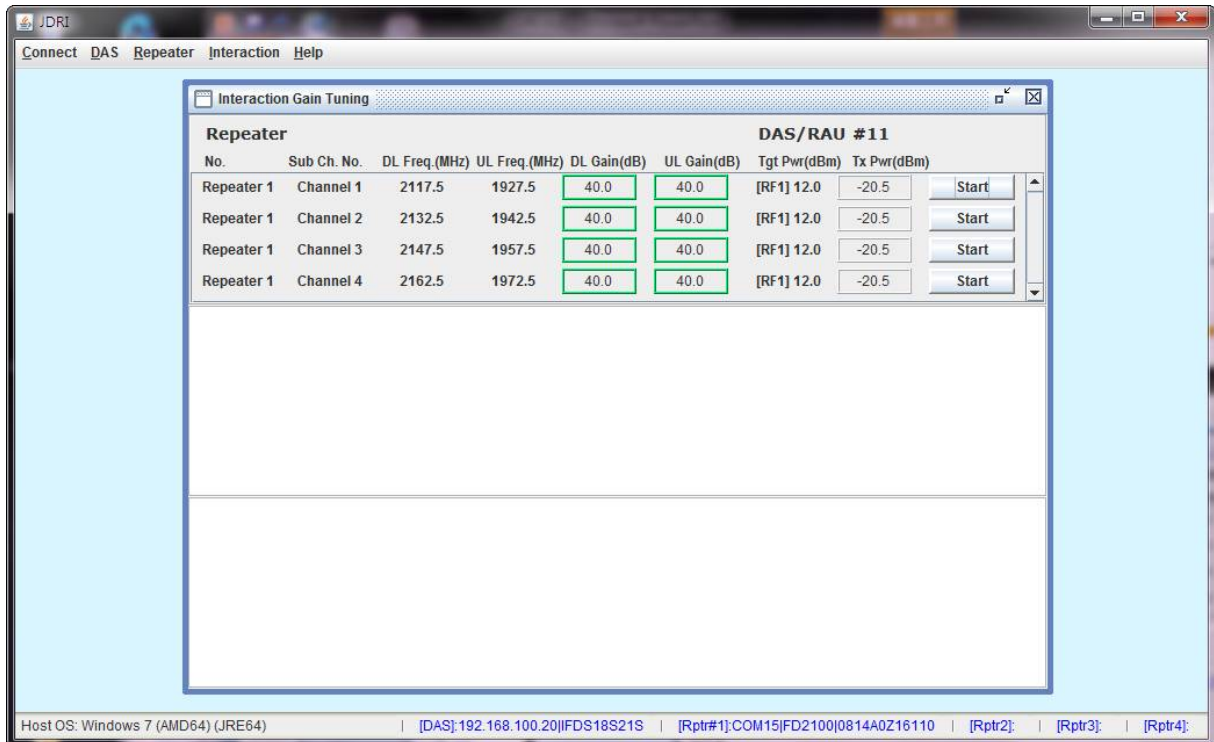 JDRI
Connect DAS Repeater Interaction Help
Interaction Gain Tuning
Repeater DAS/RAU #11
No. Sub Ch. No. DL Freq.(MHz) UL Freq.(MHz) DL Gain(dB) UL Gain(dB) Tgt Pwr(dBm) Tx Pwr(dBm)
Repeater 1 Channel 1 2117.5 1927.5 40.0 40.0 [RF1] 12.0 -20.5 Start
Repeater 1 Channel 2 2132.5 1942.5 40.0 40.0 [RF1] 12.0 -20.5 Start
Repeater 1 Channel 3 2147.5 1957.5 40.0 40.0 [RF1] 12.0 -20.5 Start
Repeater 1 Channel 4 2162.5 1972.5 40.0 40.0 [RF1] 12.0 -20.5 Start
Host OS: Windows 7 (AMD64) (JRE64) | [DAS]:192.168.100.20|IFDS18S21S | [Rptr#1]:COM15|FD2100|0814A0Z16110 | [Rptr2]: | [Rptr3]: | [Rptr4]: